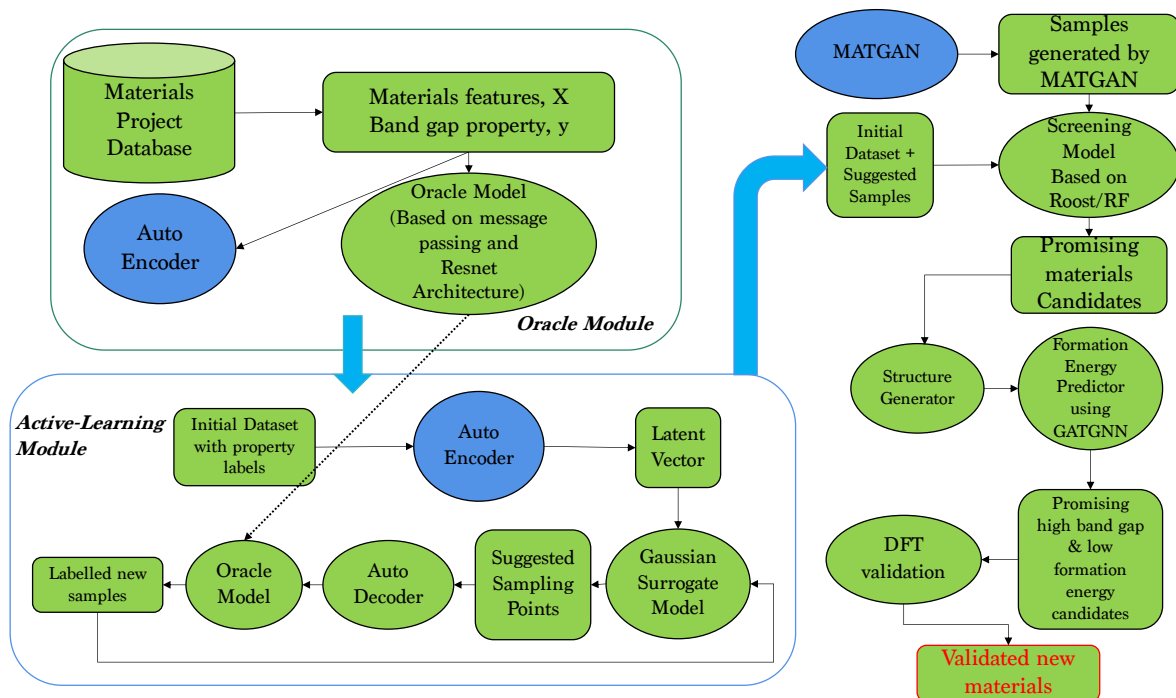 Materials
Project
Database
Materials features, X
Band gap property, y
Auto
Encoder
Oracle Model
(Based on message
passing and
Resnet
Architecture)
Oracle Module
Active-Learning
Module
Initial Dataset
with property
labels
Auto
Encoder
Latent
Vector
Gaussian
Surrogate
Model
Suggested
Sampling
Points
Auto
Decoder
Oracle
Model
Labelled new
samples
MATGAN
Samples
generated by
MATGAN
Initial
Dataset +
Suggested
Samples
Screening
Model
Based on
Roost/RF
Promising
materials
Candidates
Structure
Generator
Formation
Energy
Predictor
using
GATGNN
Promising
high band gap
& low
formation
energy
candidates
DFT
validation
Validated new
materials